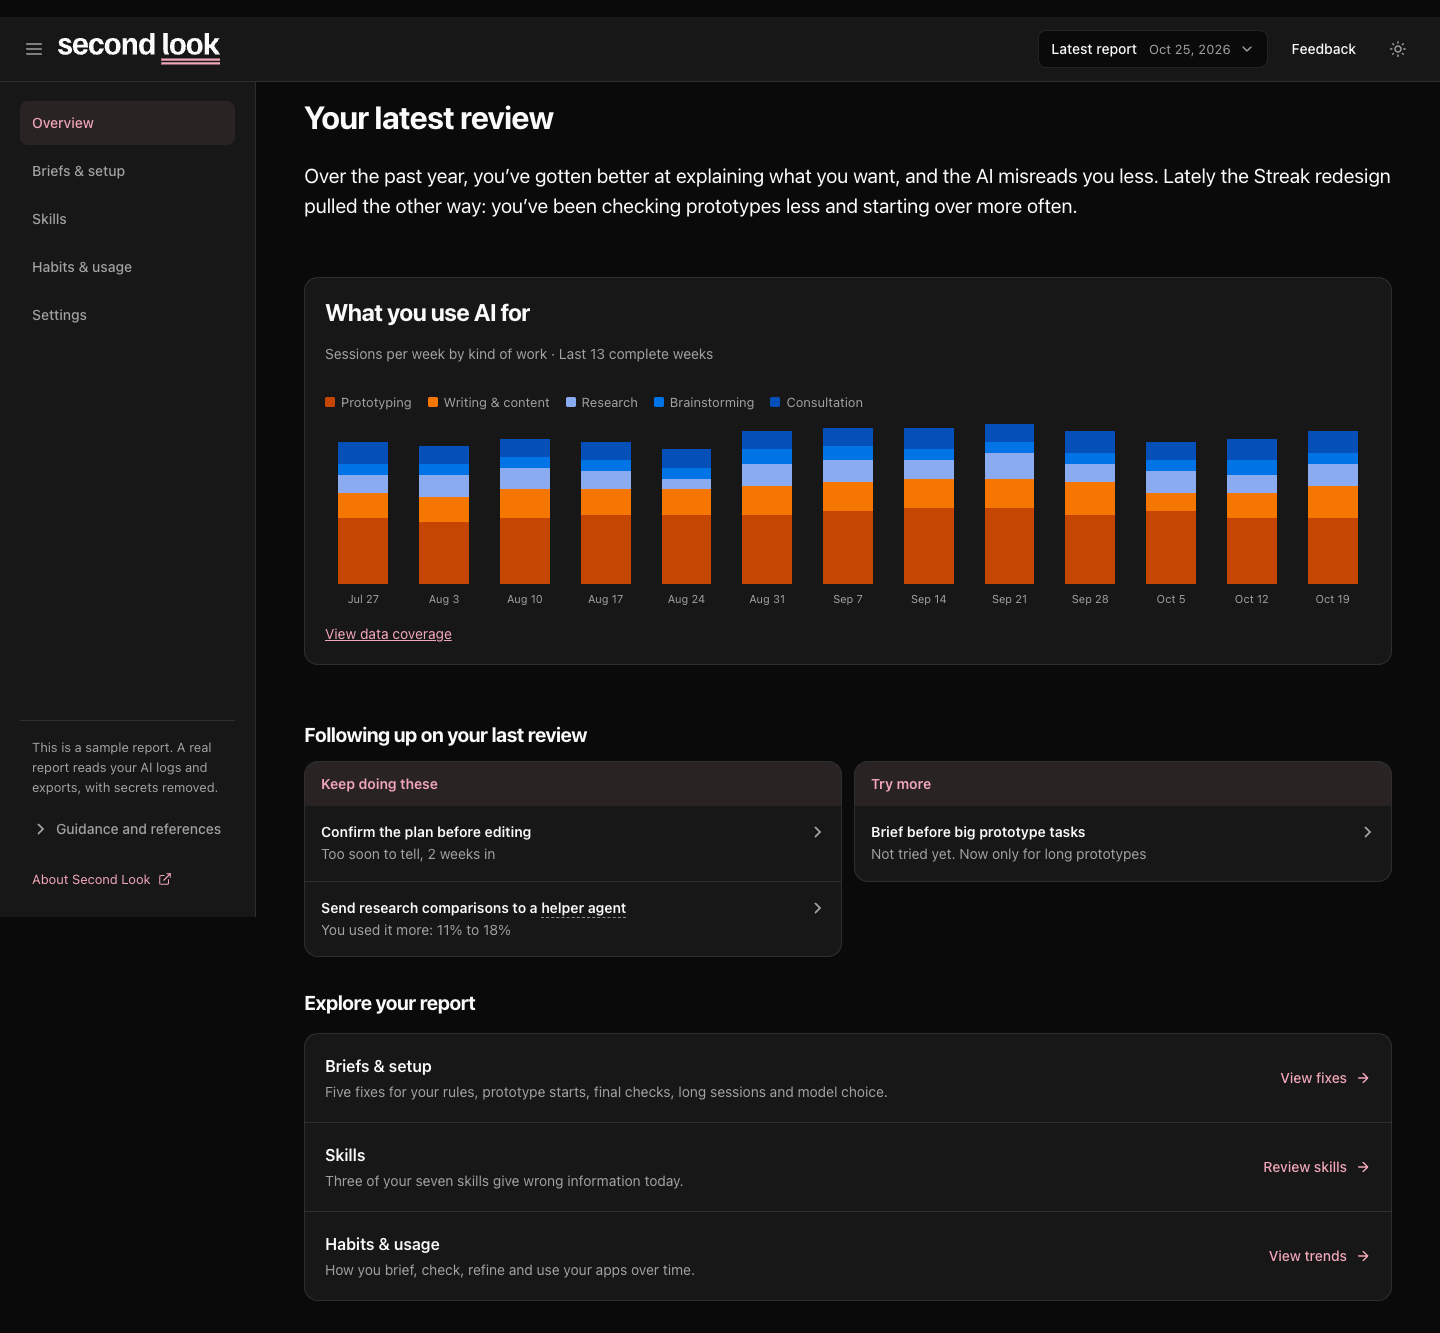 second look
Latest report Oct 25, 2026
Feedback
Overview
Briefs & setup
Skills
Habits & usage
Settings
This is a sample report. A real
report reads your AI logs and
exports, with secrets removed.
Guidance and references
About Second Look
Your latest review
Over the past year, you’ve gotten better at explaining what you want, and the AI misreads you less. Lately the Streak redesign
pulled the other way: you’ve been checking prototypes less and starting over more often.
What you use AI for
Sessions per week by kind of work · Last 13 complete weeks
Prototyping Writing & content Research Brainstorming Consultation
Jul 27 Aug 3 Aug 10 Aug 17 Aug 24 Aug 31 Sep 7 Sep 14 Sep 21 Sep 28 Oct 5 Oct 12 Oct 19
View data coverage
Following up on your last review
Keep doing these
Confirm the plan before editing
Too soon to tell, 2 weeks in
Send research comparisons to a helper agent
You used it more: 11% to 18%
Try more
Brief before big prototype tasks
Not tried yet. Now only for long prototypes
Explore your report
Briefs & setup
Five fixes for your rules, prototype starts, final checks, long sessions and model choice.
View fixes
Skills
Three of your seven skills give wrong information today.
Review skills
Habits & usage
How you brief, check, refine and use your apps over time.
View trends